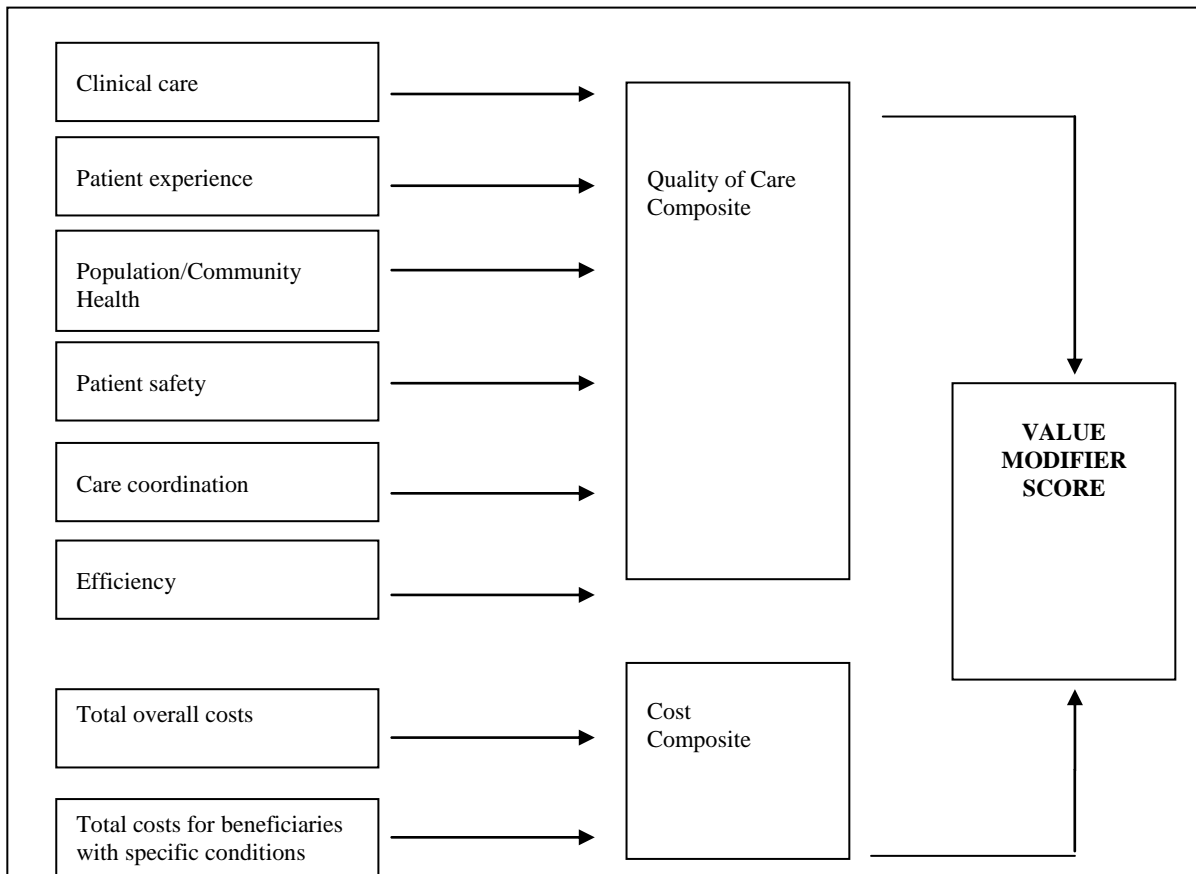 Clinical care
Patient experience
Population/Community
Health
Patient safety
Care coordination
Efficiency
Total overall costs
Total costs for beneficiaries
with specific conditions
Quality of Care
Composite
Cost
Composite
VALUE
MODIFIER
SCORE